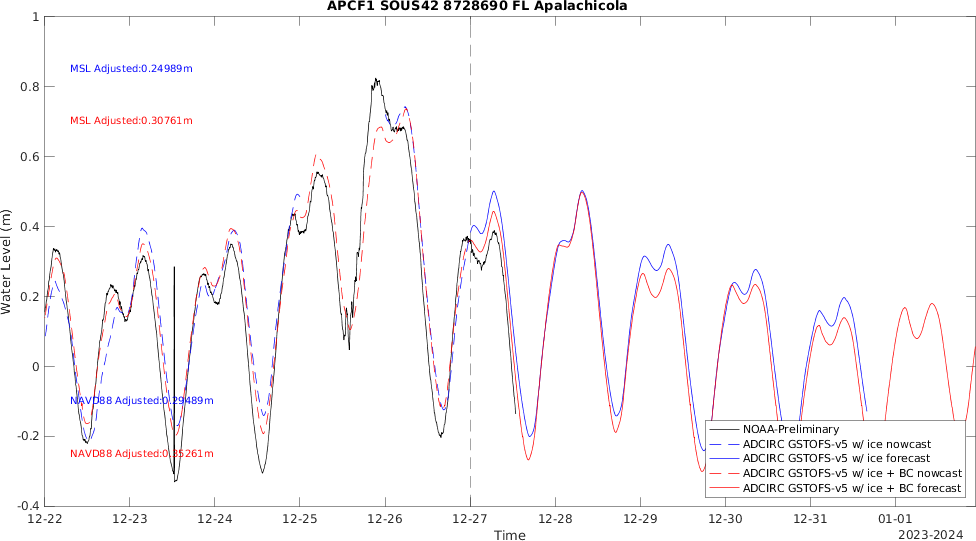 APCF1 SOUS42 8728690 FL Apalachicola
1
0.8
0.6
0.4
0.2
0
-0.2
-0.4
Water Level (m)
MSL Adjusted:0.24989m
MSL Adjusted:0.30761m
NAVD88 Adjusted:0.29489m
NAVD88 Adjusted:0.35261m
NOAA-Preliminary
ADCIRC GSTOFS-v5 w/ ice nowcast
ADCIRC GSTOFS-v5 w/ ice forecast
ADCIRC GSTOFS-v5 w/ ice + BC nowcast
ADCIRC GSTOFS-v5 w/ ice + BC forecast
12-22 12-23 12-24 12-25 12-26 12-27 12-28 12-29 12-30 12-31 01-01
Time
2023-2024